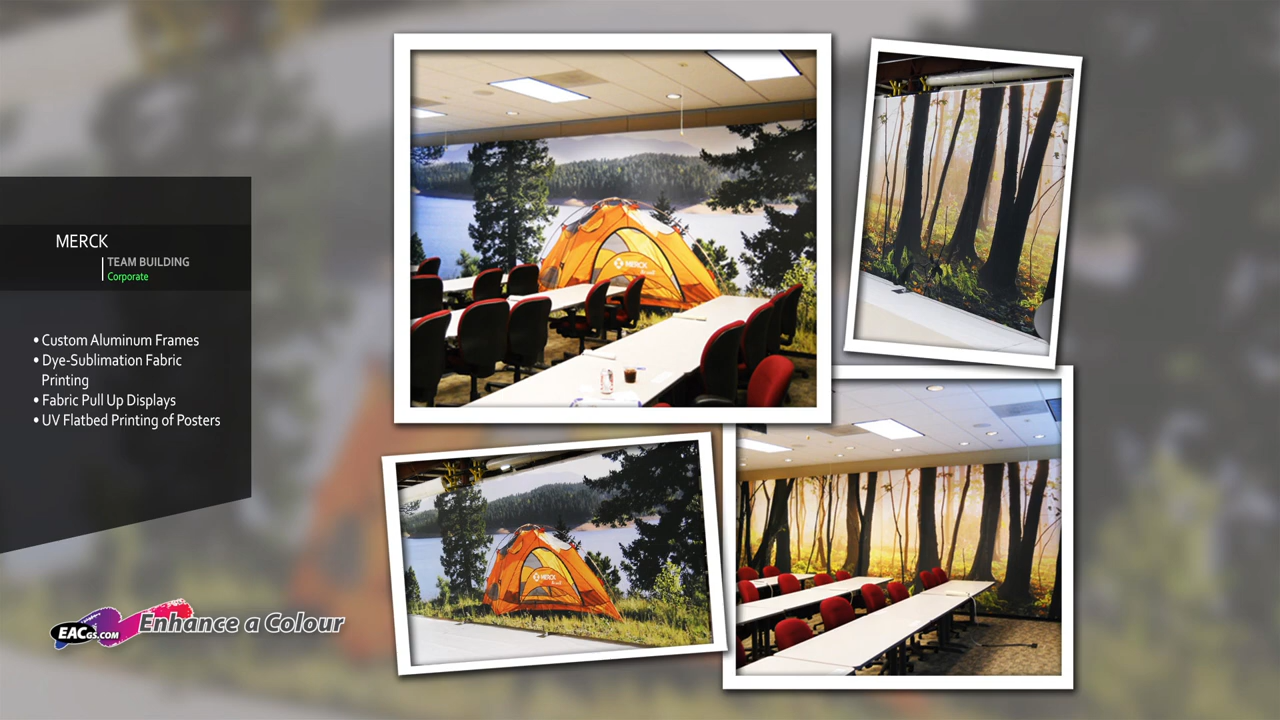 MERCK
TEAM BUILDING
Corporate
• Custom Aluminum Frames
• Dye-Sublimation Fabric
Printing
• Fabric Pull Up Displays
• UV Flatbed Printing of Posters
EACGS.COM Enhance a Colour
MERCK
MERCK